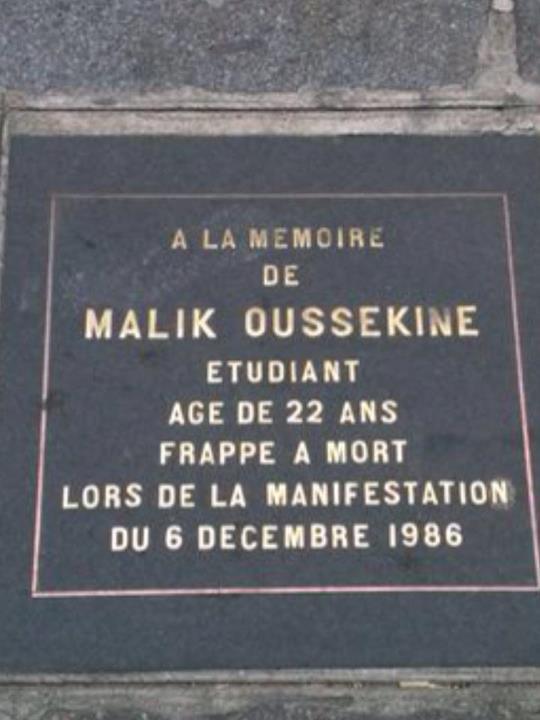 A LA MEMOIRE
DE
MALIK OUSSEKINE
ETUDIANT
AGE DE 22 ANS
FRAPPE A MORT
LORS DE LA MANIFESTATION
DU 6 DECEMBRE 1986